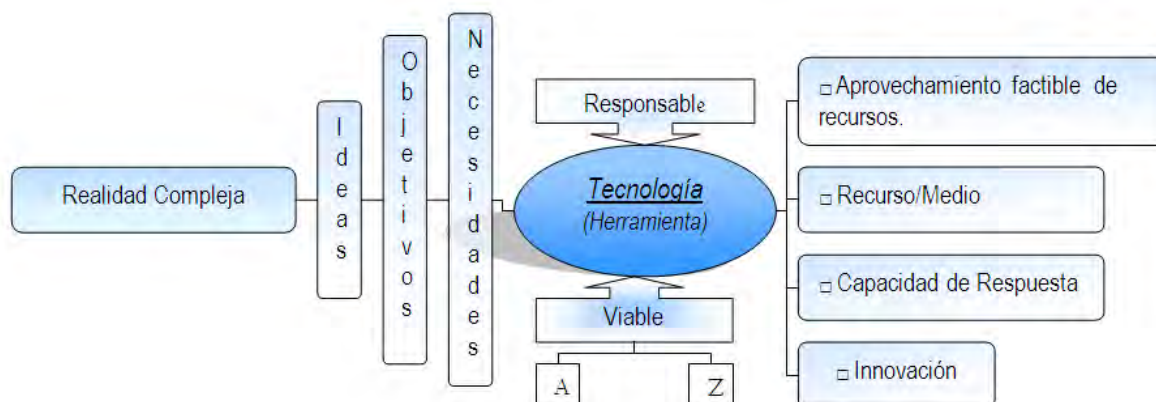 Realidad Compleja
Ideas
Objetivos
Necesidades
Responsable
Tecnología
(Herramienta)
Viable
A
Z
□ Aprovechamiento factible de
recursos.
□ Recurso/Medio
□ Capacidad de Respuesta
□ Innovación